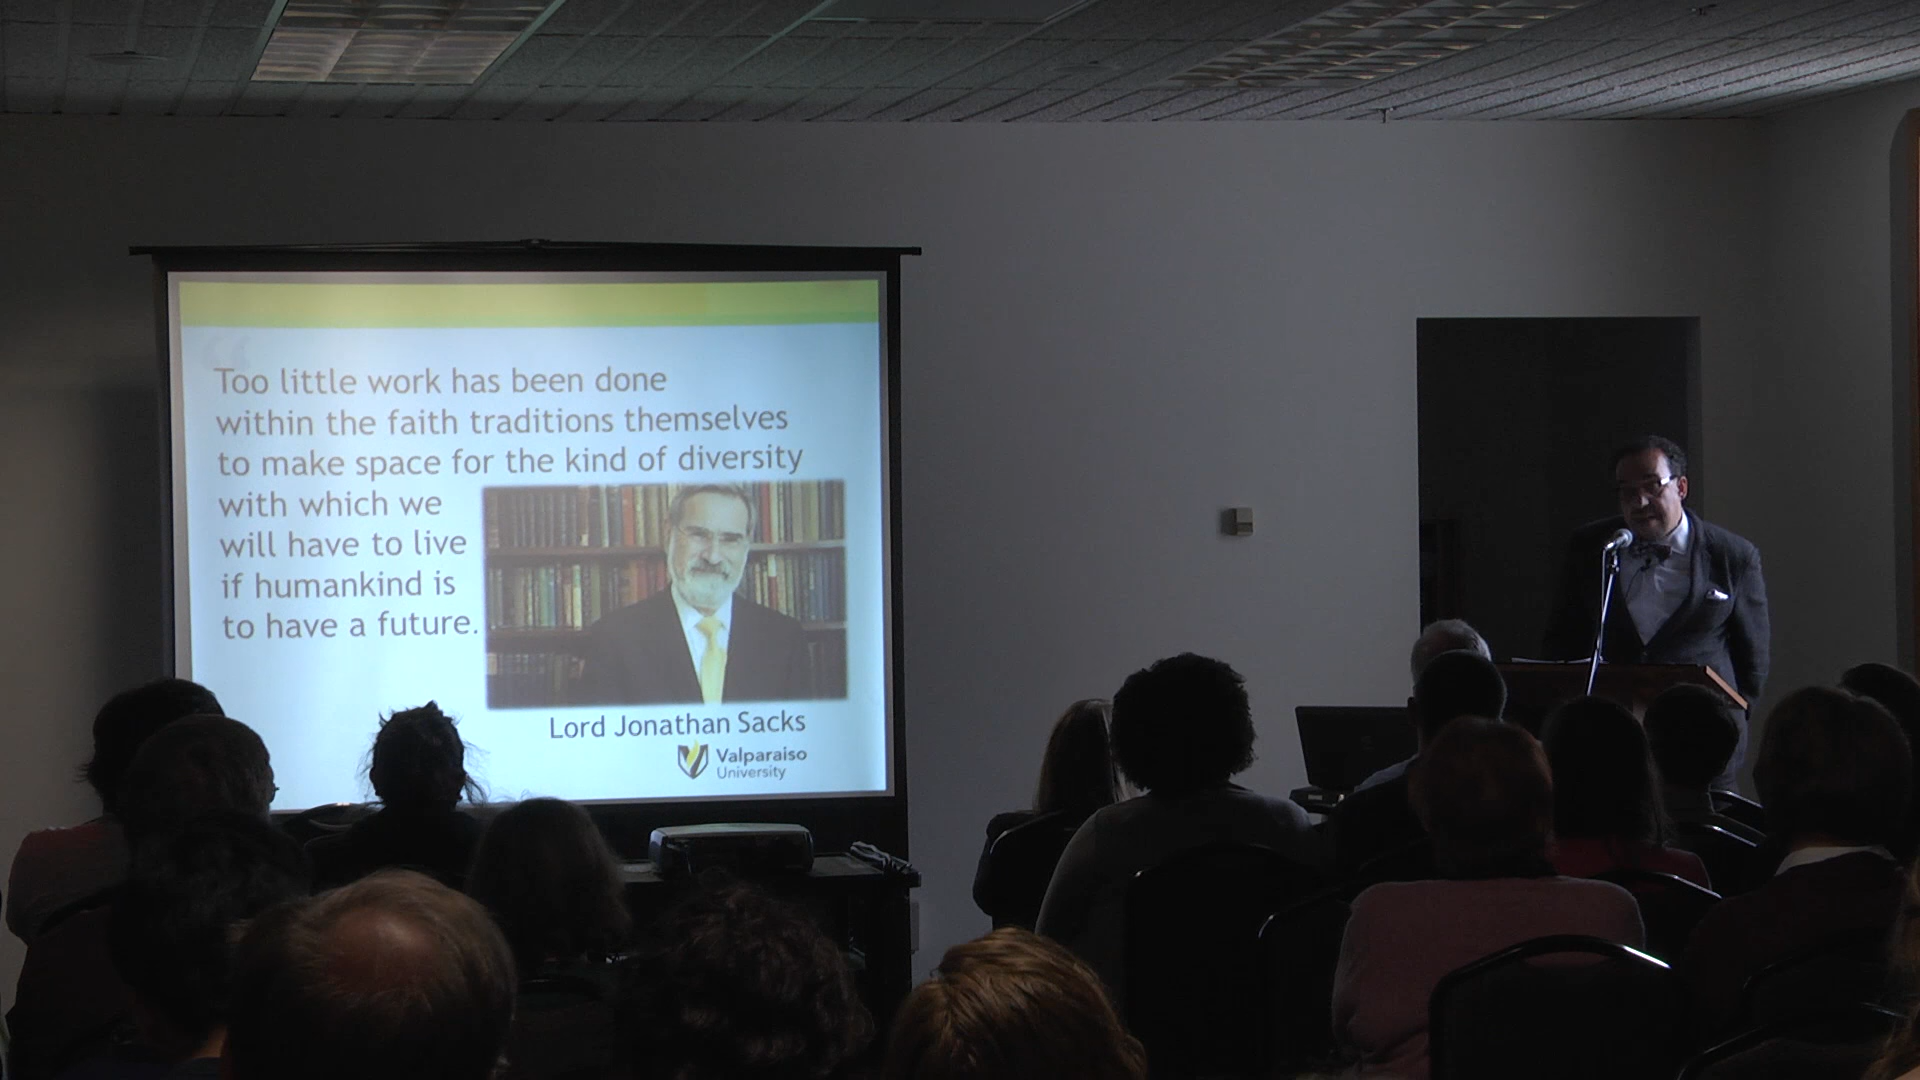 Too little work has been done
within the faith traditions themselves
to make space for the kind of diversity
with which we
will have to live
if humankind is
to have a future.
Lord Jonathan Sacks
Valparaiso
University